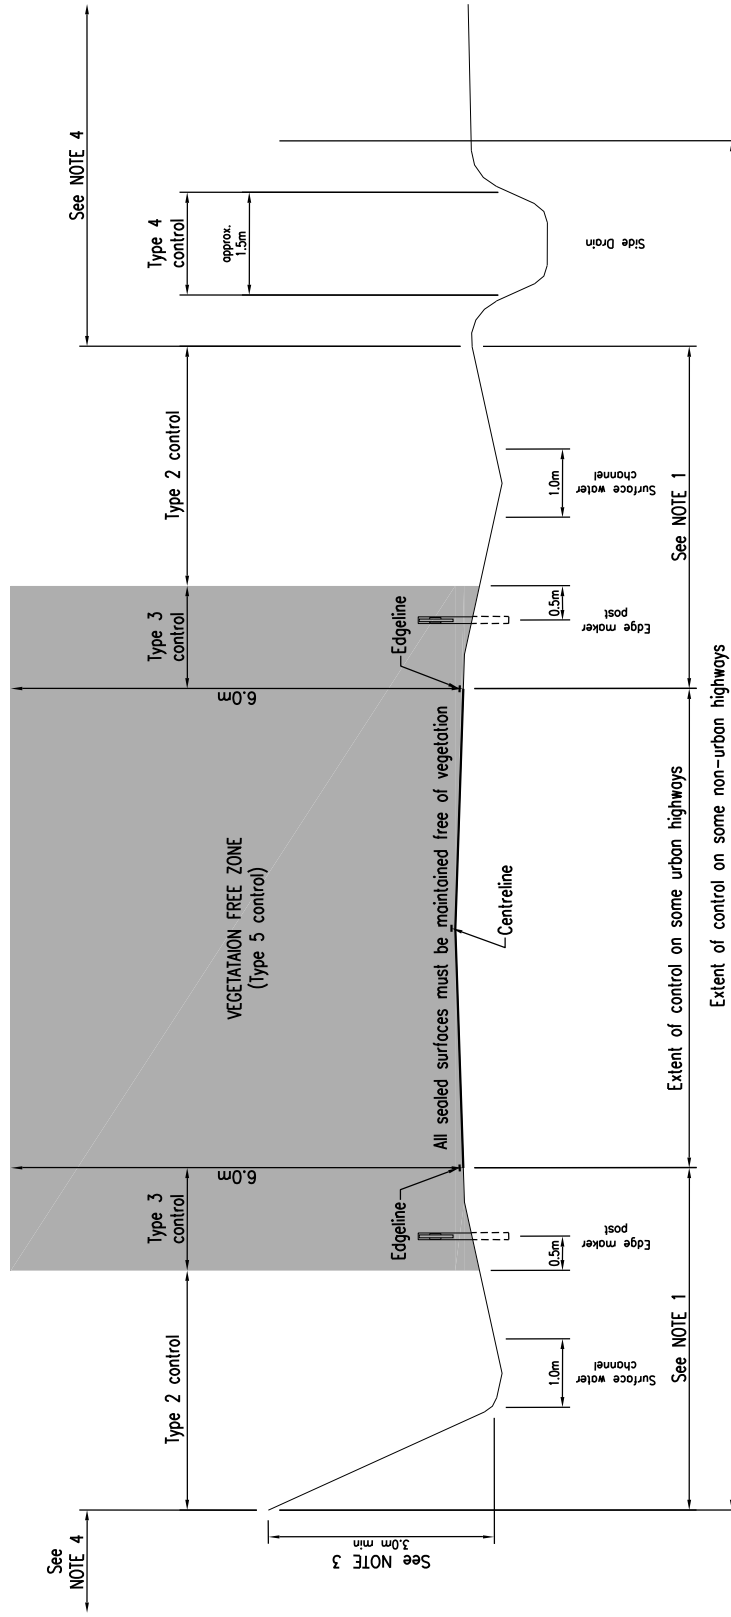 See
NOTE 4
See NOTE 4
Type 2 control
Type 3
control
Type 3
control
Type 2 control
Type 4
control
approx.
1.5m
VEGETATAION FREE ZONE
(Type 5 control)
6.0m
6.0m
See NOTE 3
3.0m min
Edgeline
All sealed surfaces must be maintained free of vegetation
Edgeline
Centreline
1.0m
Surface water
channel
0.5m
Edge maker
post
0.5m
Edge maker
post
1.0m
Surface water
channel
Side Drain
See NOTE 1
Extent of control on some urban highways
See NOTE 1
Extent of control on some non-urban highways